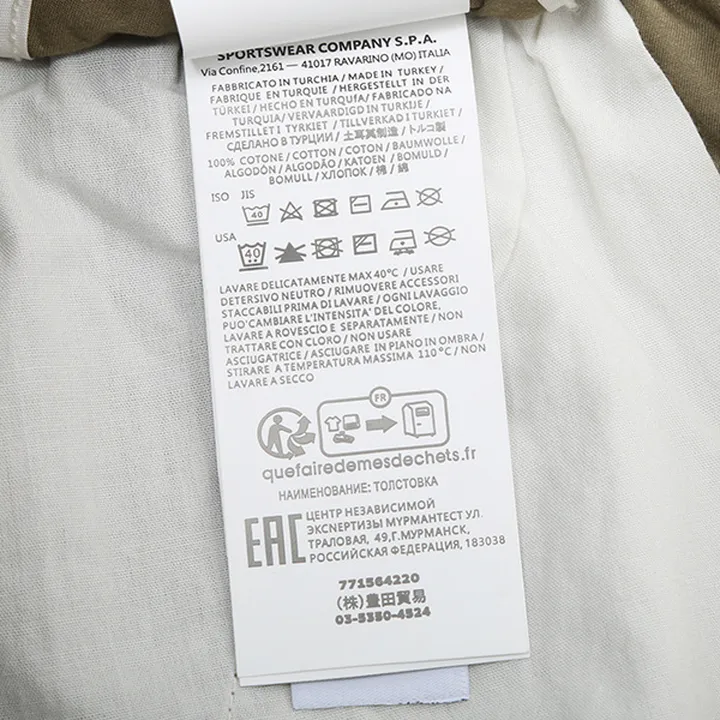 SPORTSWEAR COMPANY S.P.A.
Via Confine,2161 — 41017 RAVARINO (MO) ITALIA
FABBRICATO IN TURCHIA / MADE IN TURKEY /
FABRIQUE EN TURQUIE / HERGESTELLT IN DER
TÜRKEI / HECHO EN TURQUÍA / FABRICADO NA
TURQUIA / VERVAARDIGD IN TURKIJE /
FREMSTILLET I TYRKIET / TILLVERKAD I TURKIET /
СДЕЛАНО В ТУРЦИИ / 土耳其制造 / トルコ製
100% COTONE / COTTON / COTON / BAUMWOLLE /
ALGODÓN / ALGODÃO / KATOEN / BOMULD /
BOMULL / ХЛОПОК / 棉 / 綿
ISO JIS
40
USA
40
LAVARE DELICATAMENTE MAX 40°C / USARE
DETERSIVO NEUTRO / RIMUOVERE ACCESSORI
STACCABILI PRIMA DI LAVARE / OGNI LAVAGGIO
PUO'CAMBIARE L'INTENSITA' DEL COLORE,
LAVARE A ROVESCIO E SEPARATAMENTE / NON
TRATTARE CON CLORO / NON USARE
ASCIUGATRICE / ASCIUGARE IN PIANO IN OMBRA /
STIRARE A TEMPERATURA MASSIMA 110°C / NON
LAVARE A SECCO
FR
quefairedemesdechets.fr
НАИМЕНОВАНИЕ: ТОЛСТОВКА
EAC
ЦЕНТР НЕЗАВИСИМОЙ
ЭКСПЕРТИЗЫ МУРМАНТЕСТ УЛ.
ТРАЛОВАЯ, 49,Г.МУРМАНСК,
РОССИЙСКАЯ ФЕДЕРАЦИЯ, 183038
771564220
(株)豊田貿易
03-5350-4524